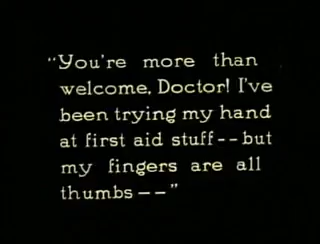 "You're more than
welcome, Doctor! I've
been trying my hand
at first aid stuff--but
my fingers are all
thumbs--"